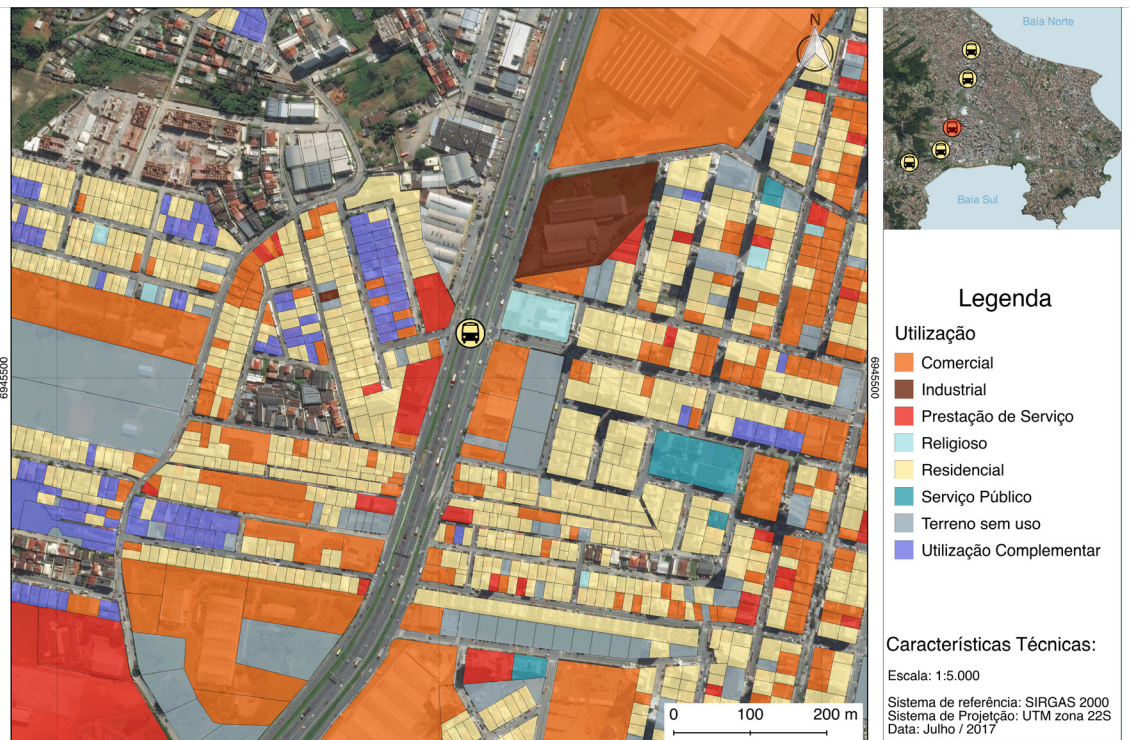 N
6945500
6945500
0 100 200 m
Baía Norte
Baía Sul
Legenda
Utilização
Comercial
Industrial
Prestação de Serviço
Religioso
Residencial
Serviço Público
Terreno sem uso
Utilização Complementar
Características Técnicas:
Escala: 1:5.000
Sistema de referência: SIRGAS 2000
Sistema de Projetção: UTM zona 22S
Data: Julho / 2017